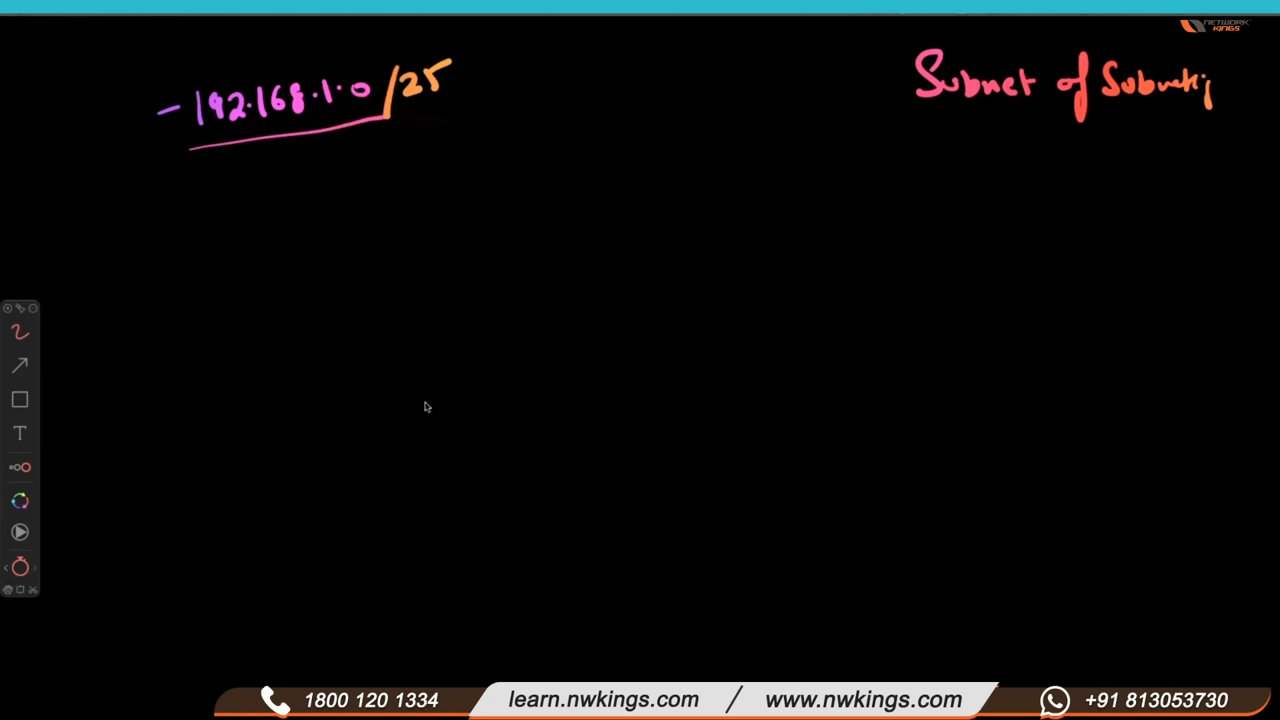 NETWORK
KINGS
- 192.168.1.0 /25
Subnet of Subnet
T
1800 120 1334
learn.nwkings.com / www.nwkings.com
+91 813053730